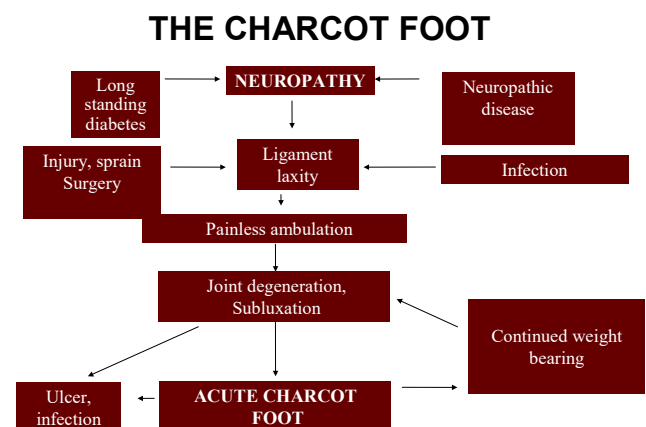 THE CHARCOT FOOT
Long
standing
diabetes
NEUROPATHY
Neuropathic
disease
Injury, sprain
Surgery
Ligament
laxity
Infection
Painless ambulation
Joint degeneration,
Subluxation
Continued weight
bearing
Ulcer,
infection
ACUTE CHARCOT
FOOT